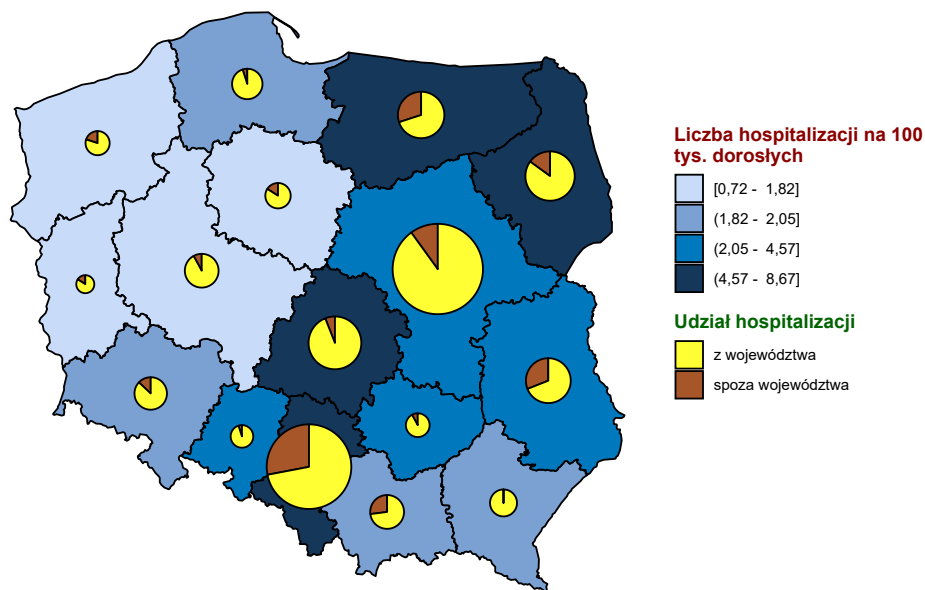 Liczba hospitalizacji na 100
tys. dorosłych
[0,72 - 1,82]
(1,82 - 2,05]
(2,05 - 4,57]
(4,57 - 8,67]
Udział hospitalizacji
z województwa
spoza województwa